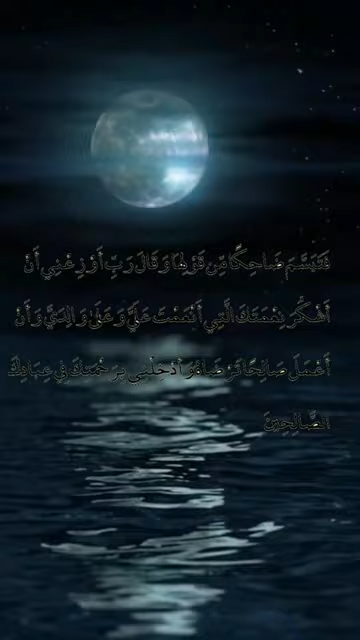 فَتَبَسَّمَ ضَاحِكًا مِّن قَوْلِهَا وَقَالَ رَبِّ أَوْزِعْنِي أَنْ
أَشْكُرَ نِعْمَتَكَ الَّتِي أَنْعَمْتَ عَلَيَّ وَعَلَىٰ وَالِدَيَّ وَأَنْ
أَعْمَلَ صَالِحًا تَرْضَاهُ وَأَدْخِلْنِي بِرَحْمَتِكَ فِي عِبَادِكَ
الصَّالِحِينَ